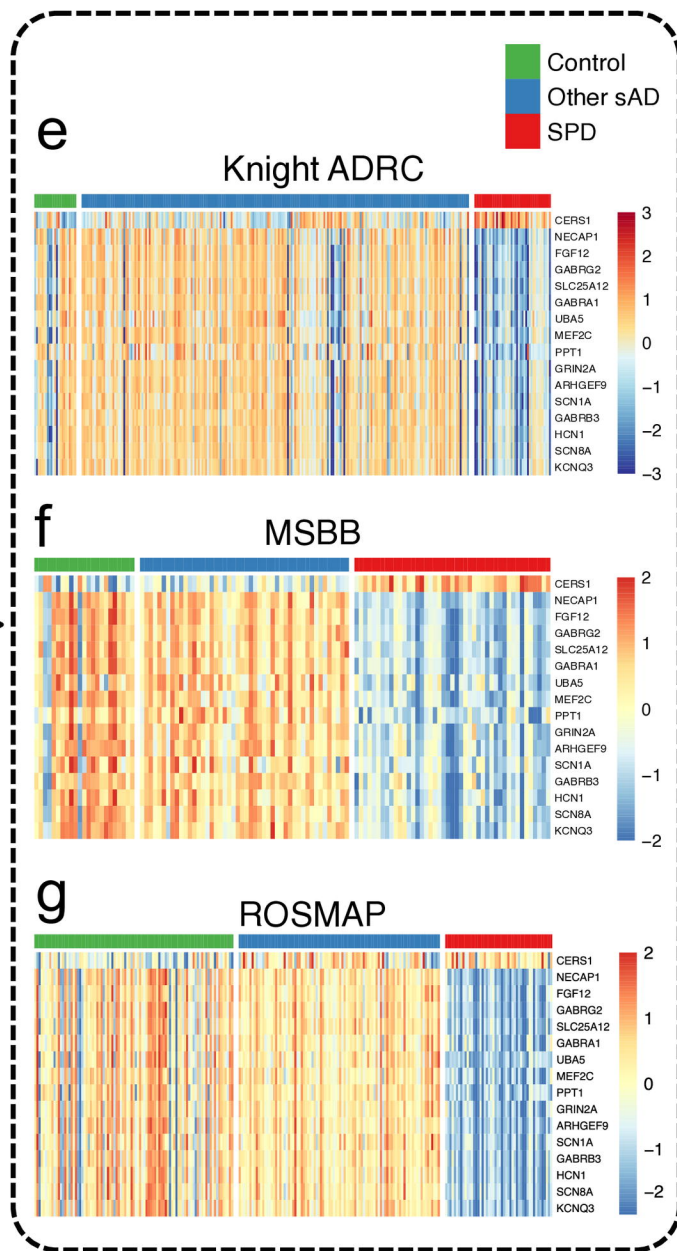 Control
Other sAD
SPD
e
Knight ADRC
CERS1
NECAP1
FGF12
GABRG2
SLC25A12
GABRA1
UBA5
MEF2C
PPT1
GRIN2A
ARHGEF9
SCN1A
GABRB3
HCN1
SCN8A
KCNQ3
3
2
1
0
−1
−2
−3
f
MSBB
CERS1
NECAP1
FGF12
GABRG2
SLC25A12
GABRA1
UBA5
MEF2C
PPT1
GRIN2A
ARHGEF9
SCN1A
GABRB3
HCN1
SCN8A
KCNQ3
2
1
0
−1
−2
g
ROSMAP
CERS1
NECAP1
FGF12
GABRG2
SLC25A12
GABRA1
UBA5
MEF2C
PPT1
GRIN2A
ARHGEF9
SCN1A
GABRB3
HCN1
SCN8A
KCNQ3
2
1
0
−1
−2